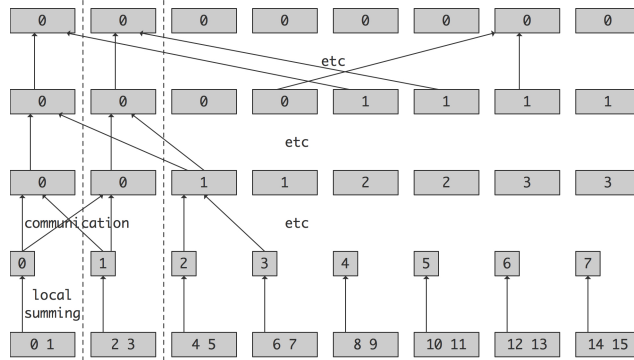 0 0 0 0 0 0 0 0
etc
0 0 0 0 1 1 1 1
etc
0 0 1 1 2 2 3 3
communication etc
0 1 2 3 4 5 6 7
local
summing
0 1 2 3 4 5 6 7 8 9 10 11 12 13 14 15